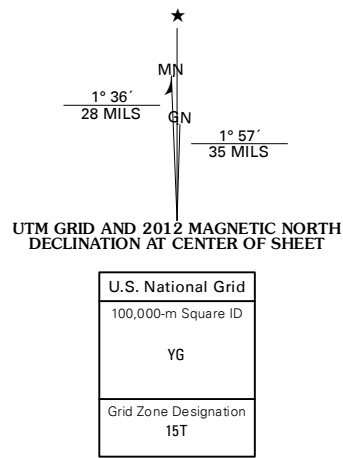 ★
MN
1° 36´
28 MILS
GN
1° 57´
35 MILS
UTM GRID AND 2012 MAGNETIC NORTH
DECLINATION AT CENTER OF SHEET
U.S. National Grid
100,000-m Square ID
YG
Grid Zone Designation
15T